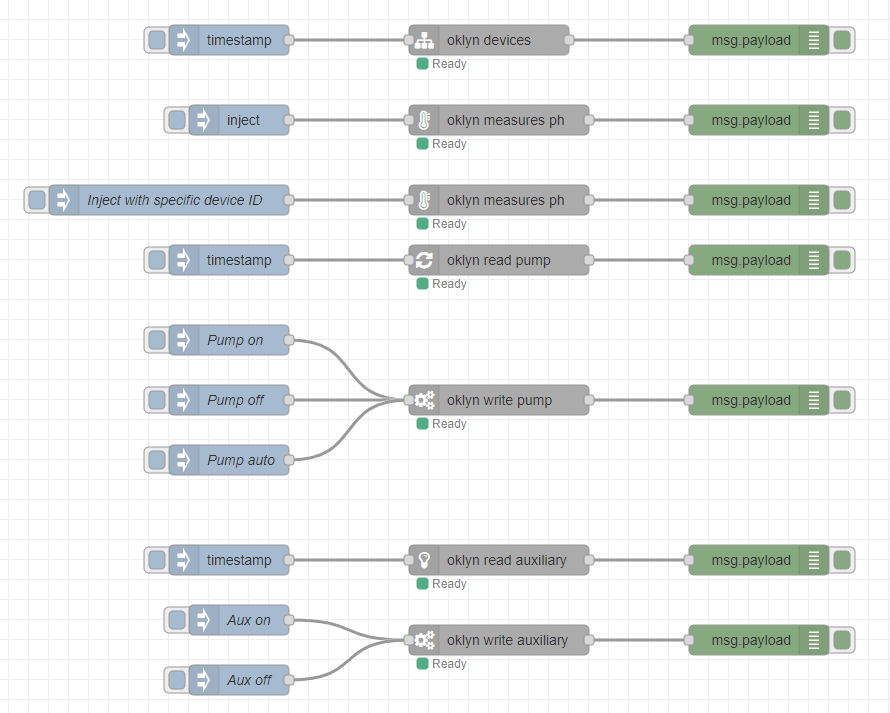 timestamp oklyn devices msg.payload
Ready
inject oklyn measures ph msg.payload
Ready
Inject with specific device ID oklyn measures ph msg.payload
Ready
timestamp oklyn read pump msg.payload
Ready
Pump on
Pump off oklyn write pump msg.payload
Ready
Pump auto
timestamp oklyn read auxiliary msg.payload
Ready
Aux on
oklyn write auxiliary msg.payload
Ready
Aux off